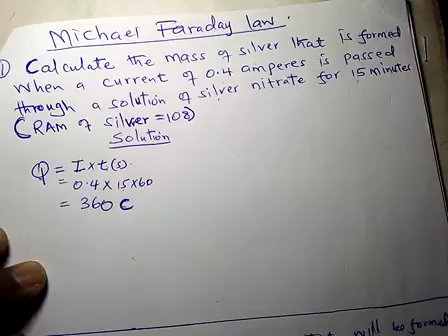 Michael Faraday law.
① Calculate the mass of silver that is formed
when a current of 0.4 amperes is passed
through a solution of silver nitrate for 15 minutes
(RAM of silver=108)
Solution
Q = I x t(s).
= 0.4 x 15 x 60
= 360 C
will be formed